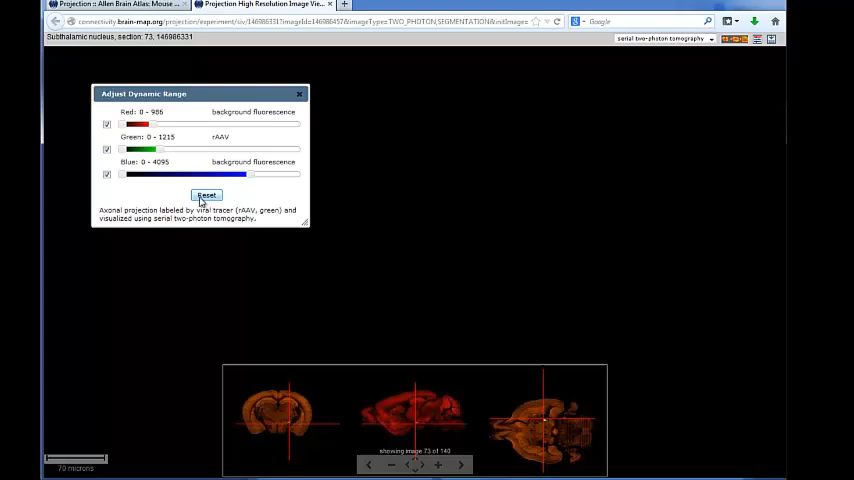 Projection :: Allen Brain Atlas: Mouse ... × Projection High Resolution Image Vie... × +
connectivity.brain-map.org/projection/experiment/siv/146986331?imageId=146986457&imageType=TWO_PHOTON_SEGMENTATION&initImage= Google
Subthalamic nucleus, section: 73, 146986331 serial two-photon tomography
Adjust Dynamic Range ×
Red: 0 - 986 background fluorescence
Green: 0 - 1215 rAAV
Blue: 0 - 4095 background fluorescence
Reset
Axonal projection labeled by viral tracer (rAAV, green) and
visualized using serial two-photon tomography.
showing image 73 of 140
70 microns